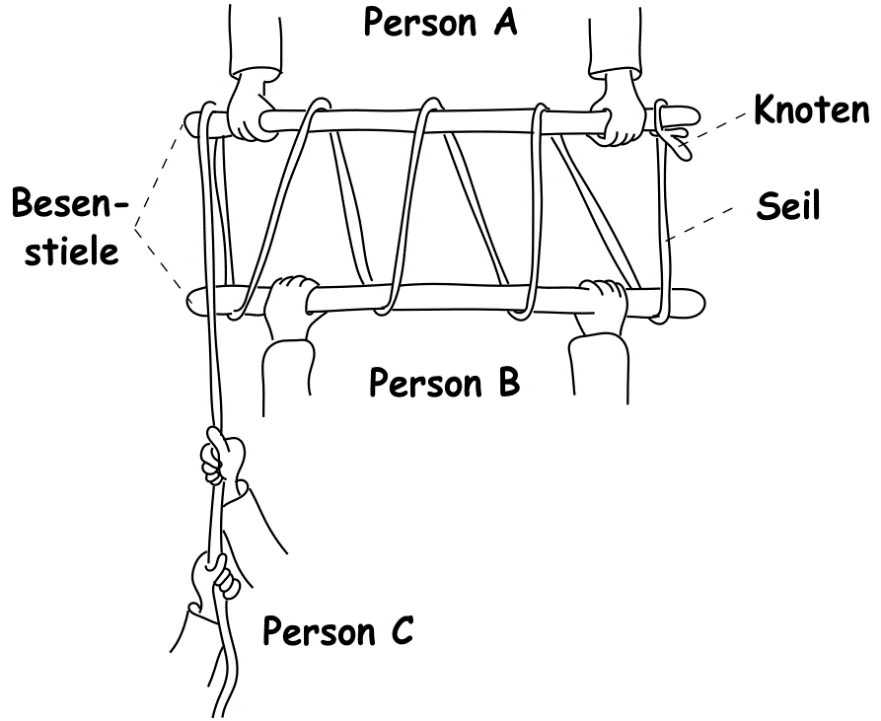 Person A
Knoten
Besen-
stiele
Seil
Person B
Person C